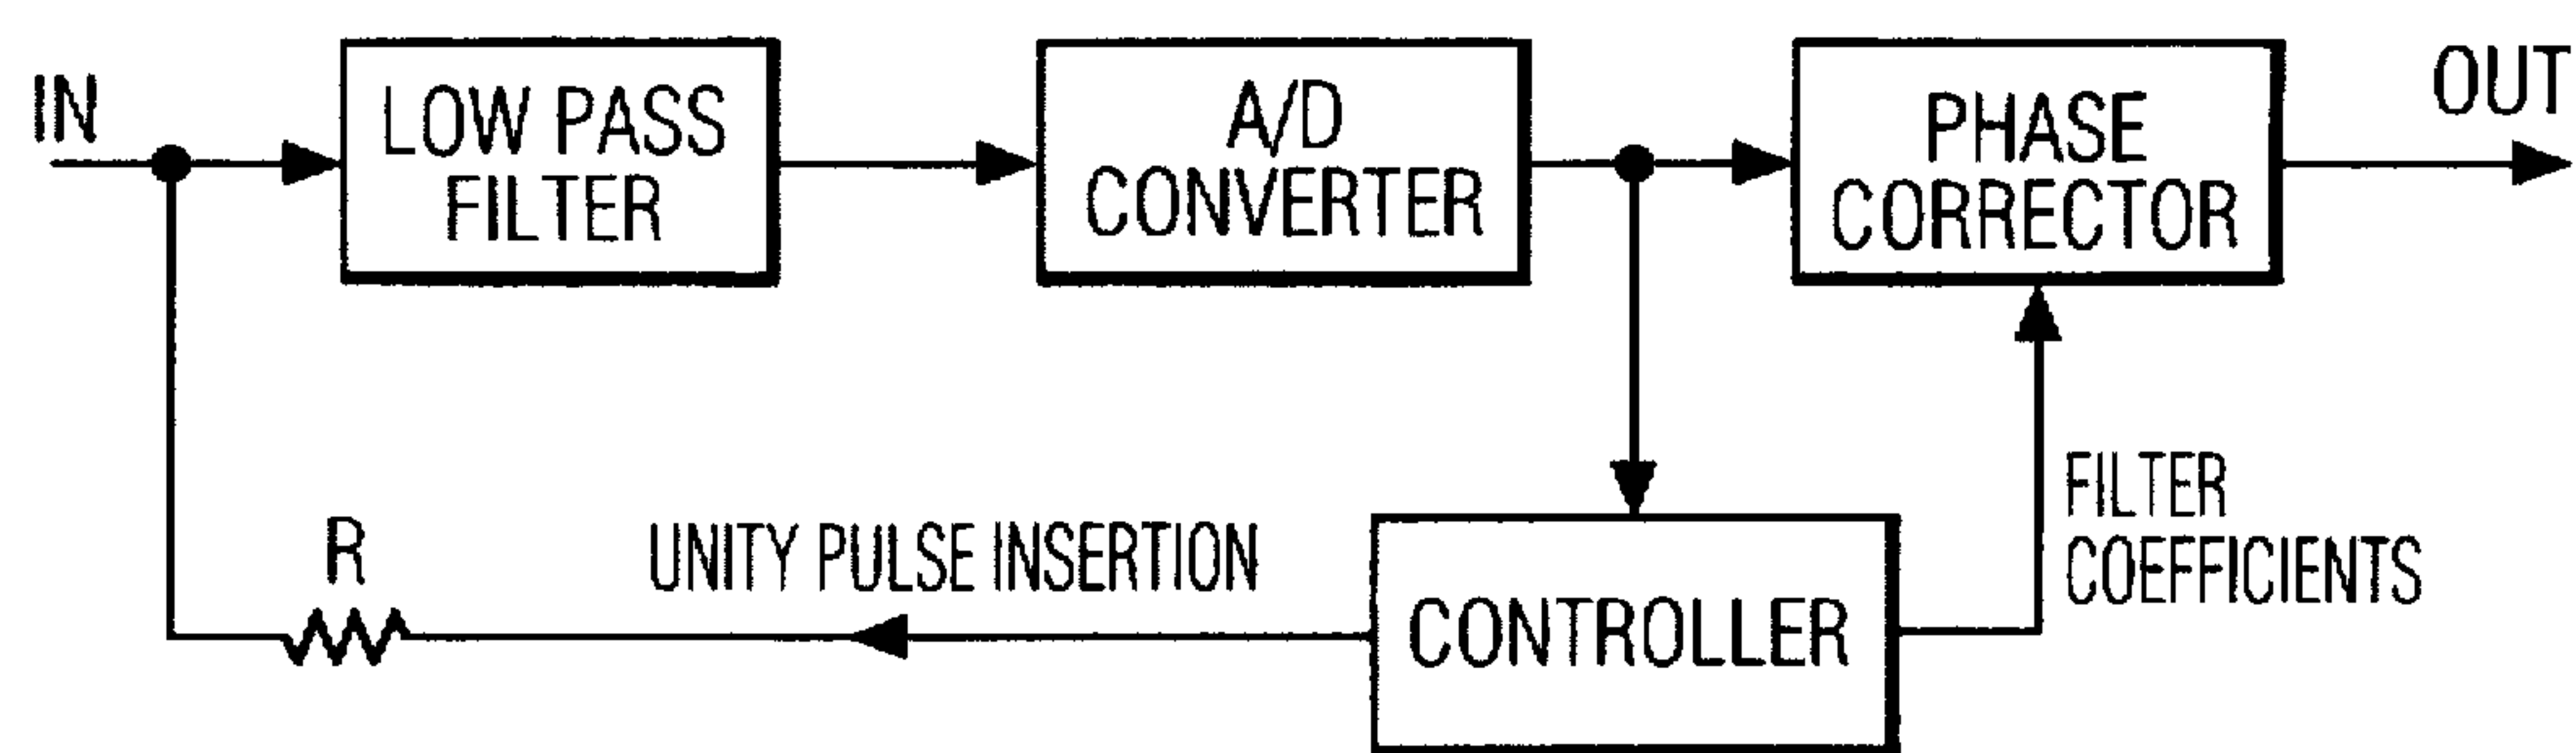 IN
LOW PASS
FILTER
A/D
CONVERTER
PHASE
CORRECTOR
OUT
R
UNITY PULSE INSERTION
CONTROLLER
FILTER
COEFFICIENTS